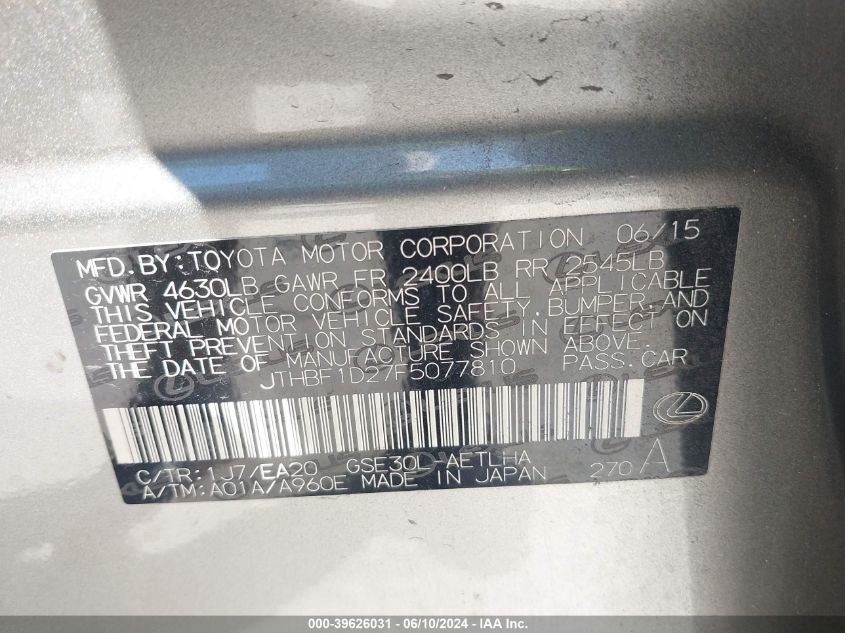 MFD. BY: TOYOTA MOTOR CORPORATION 06/15
GVWR 4630LB GAWR FR 2400LB RR 2545LB
THIS VEHICLE CONFORMS TO ALL APPLICABLE
FEDERAL MOTOR VEHICLE SAFETY, BUMPER AND
THEFT PREVENTION STANDARDS IN EFFECT ON
THE DATE OF MANUFACTURE SHOWN ABOVE.
JTHBF1D27F5077810 PASS.CAR
C/TR: 1J7/EA20 GSE30L-AETLHA 270 A
A/TM: A01A/A960E MADE IN JAPAN
000-39626031 - 06/10/2024 - IAA Inc.